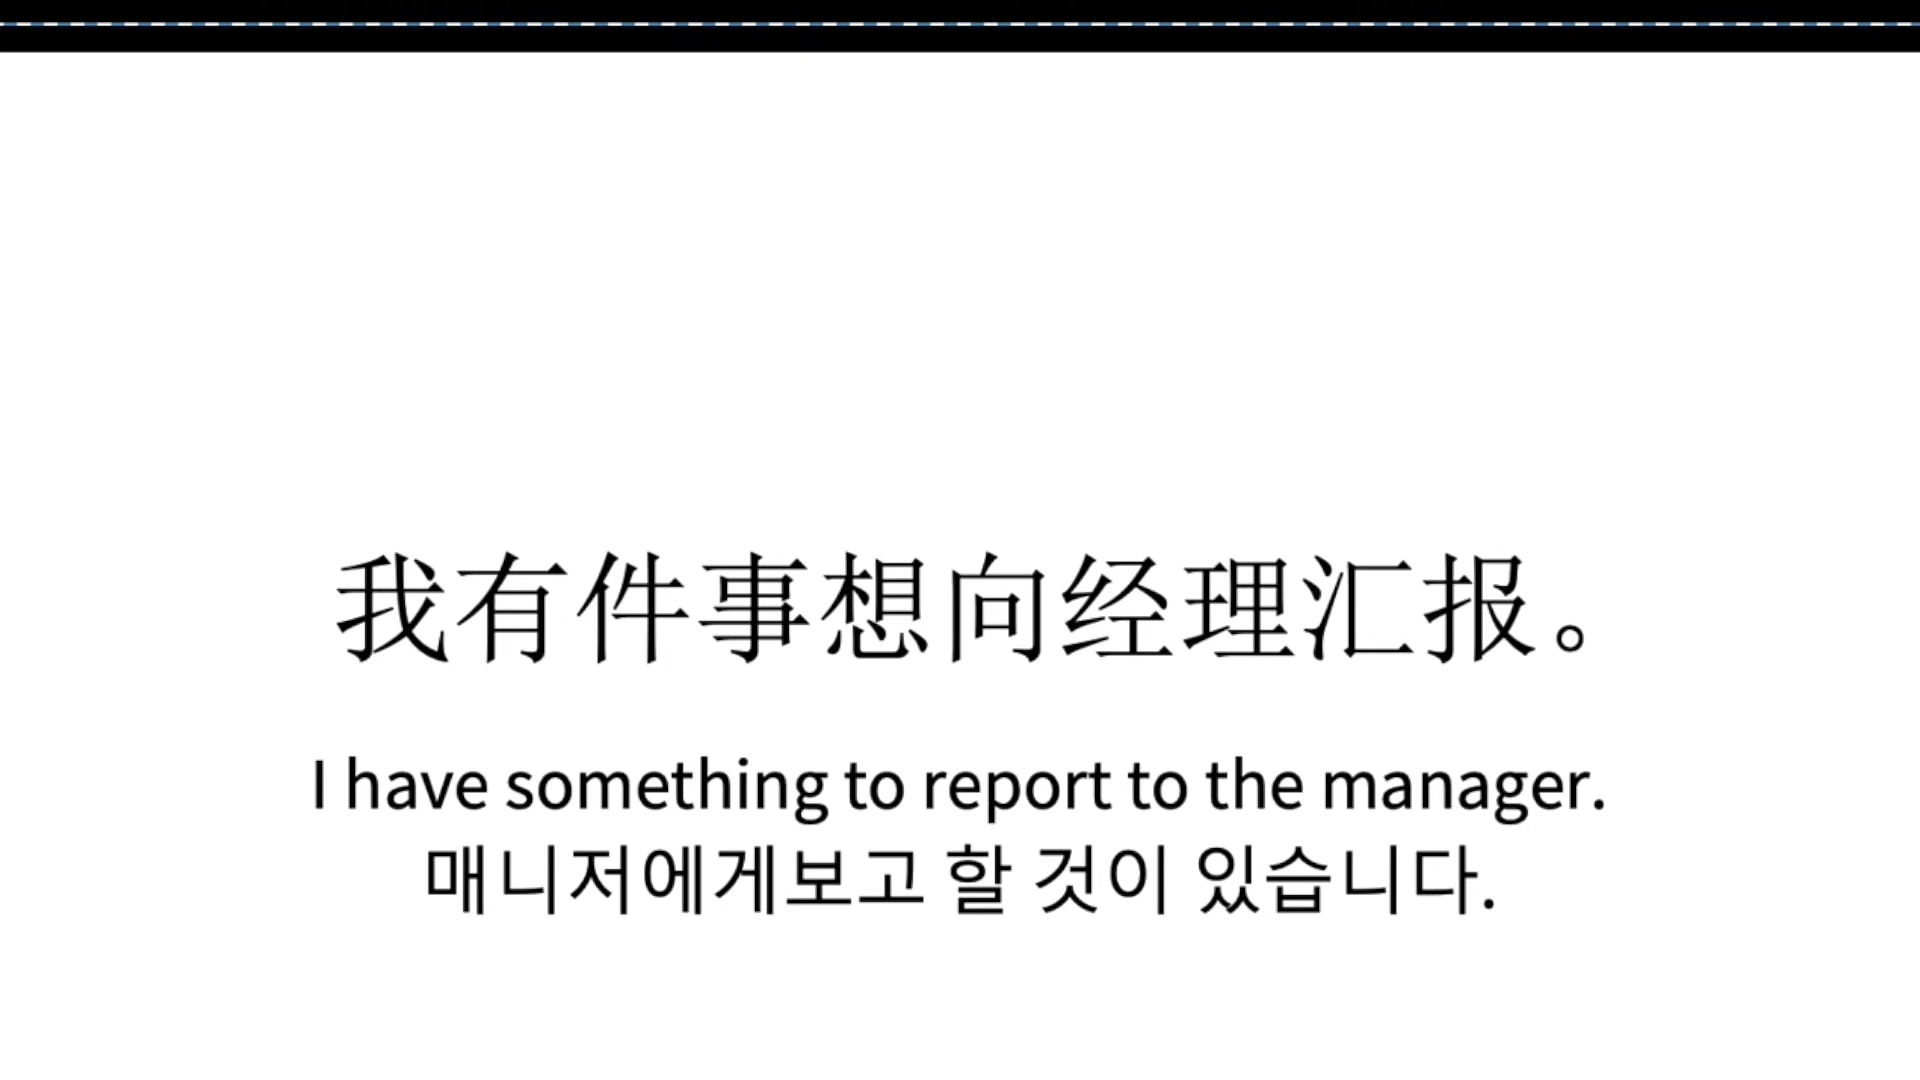 我有件事想向经理汇报。
I have something to report to the manager.
매니저에게보고 할 것이 있습니다.